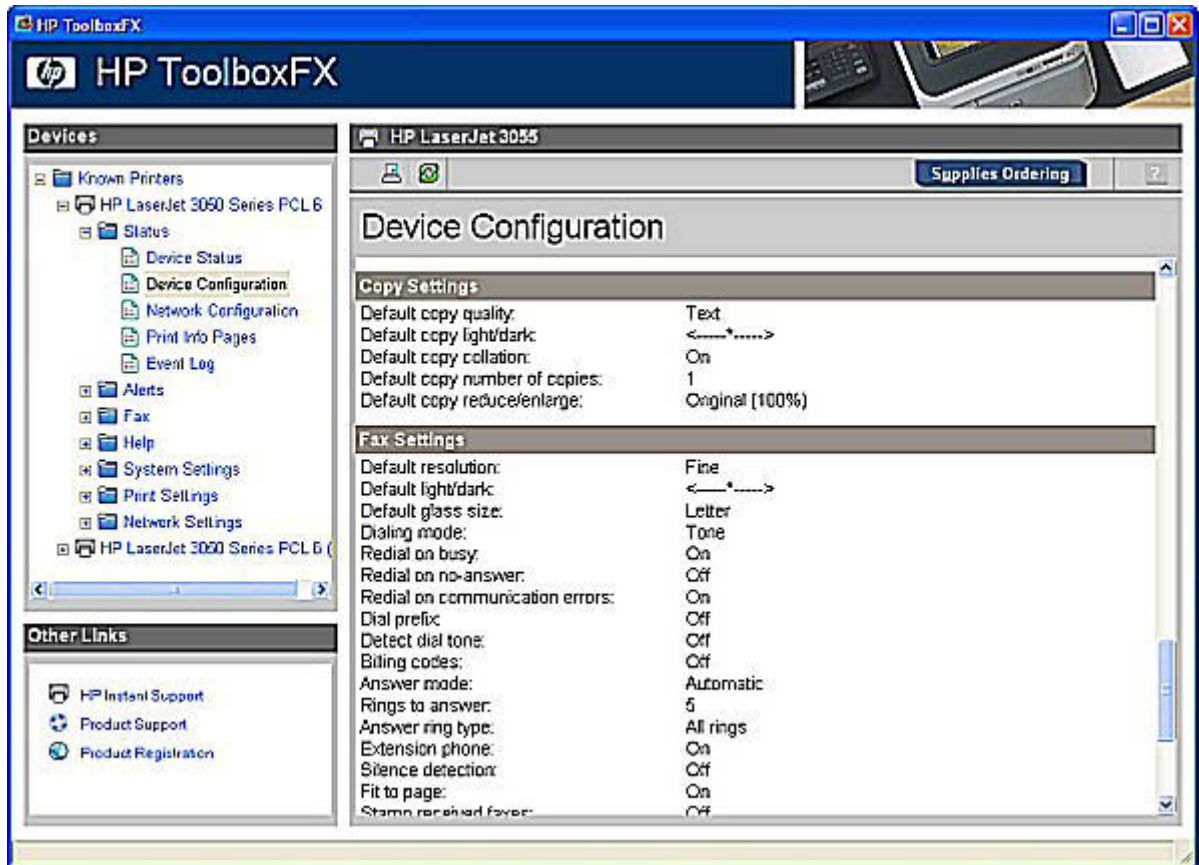 HP ToolboxFX
hp HP ToolboxFX
Devices
Known Printers
HP LaserJet 3050 Series PCL 6
Status
Device Status
Device Configuration
Network Configuration
Print Info Pages
Event Log
Alerts
Fax
Help
System Settings
Print Settings
Network Settings
HP LaserJet 3050 Series PCL 6 (
Other Links
HP Instant Support
Product Support
Product Registration
HP LaserJet 3055
Supplies Ordering ?
Device Configuration
Copy Settings
Default copy quality: Text
Default copy light/dark: <-----*----->
Default copy collation: On
Default copy number of copies: 1
Default copy reduce/enlarge: Original (100%)
Fax Settings
Default resolution: Fine
Default light/dark: <-----*----->
Default glass size: Letter
Dialing mode: Tone
Redial on busy: On
Redial on no-answer: Off
Redial on communication errors: On
Dial prefix: Off
Detect dial tone: Off
Billing codes: Off
Answer mode: Automatic
Rings to answer: 5
Answer ring type: All rings
Extension phone: On
Silence detection: Off
Fit to page: On
Stamp received faxes: Off